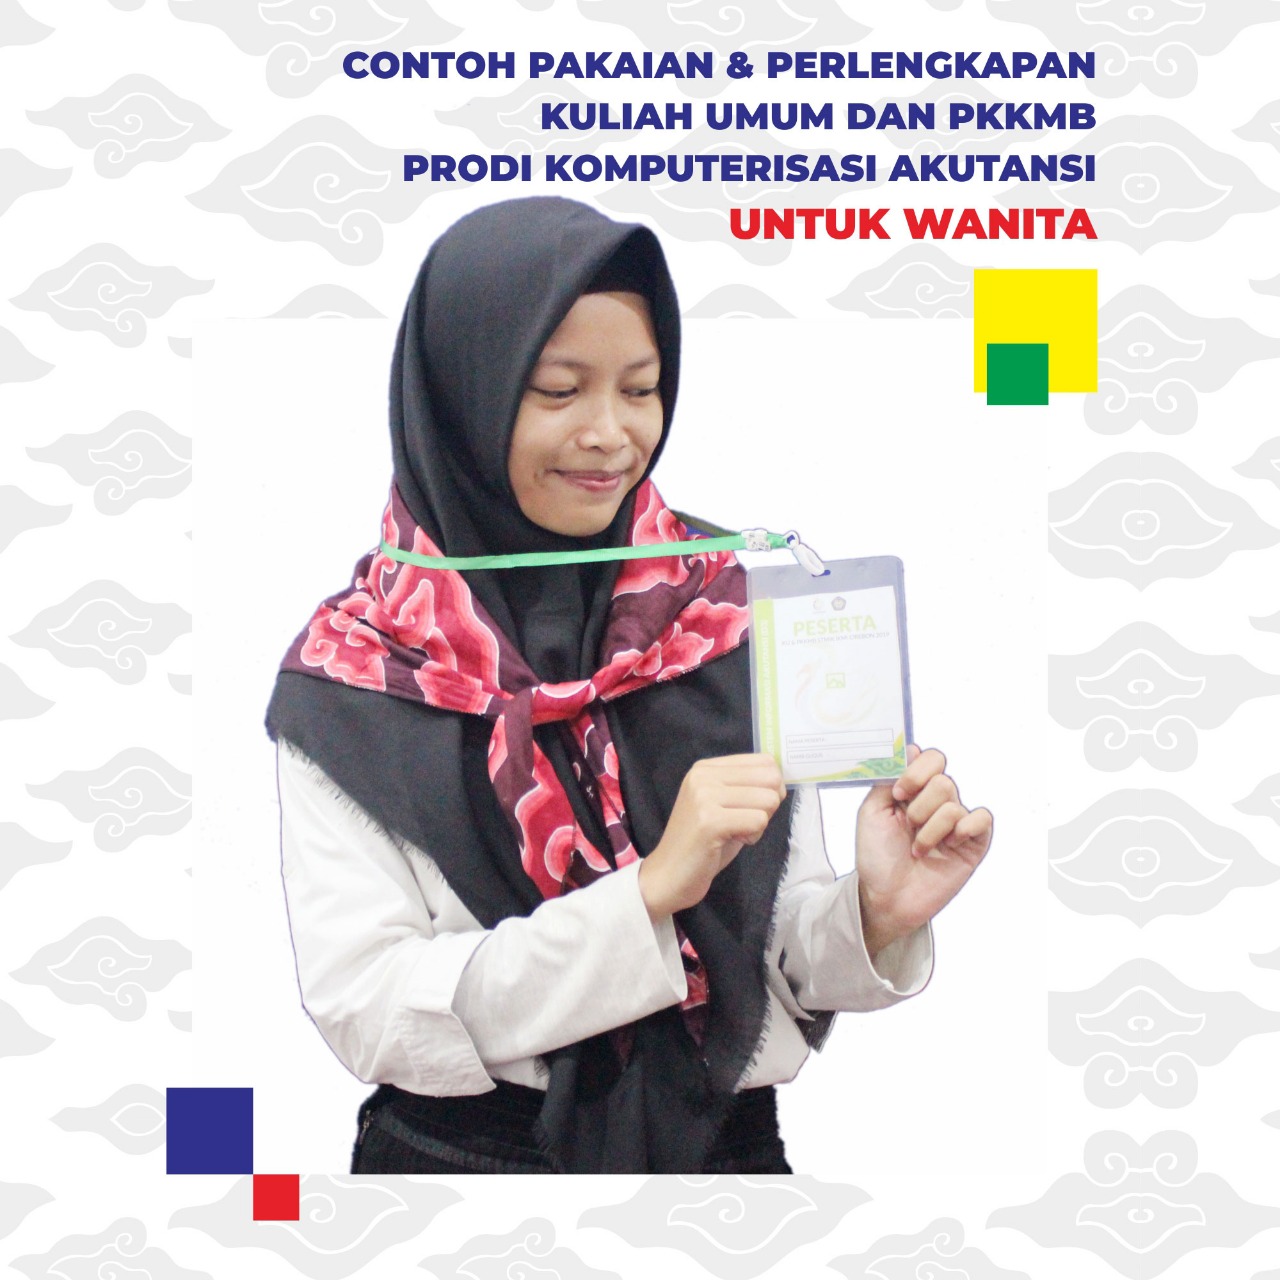 CONTOH PAKAIAN & PERLENGKAPAN
KULIAH UMUM DAN PKKMB
PRODI KOMPUTERISASI AKUTANSI
UNTUK WANITA
PESERTA